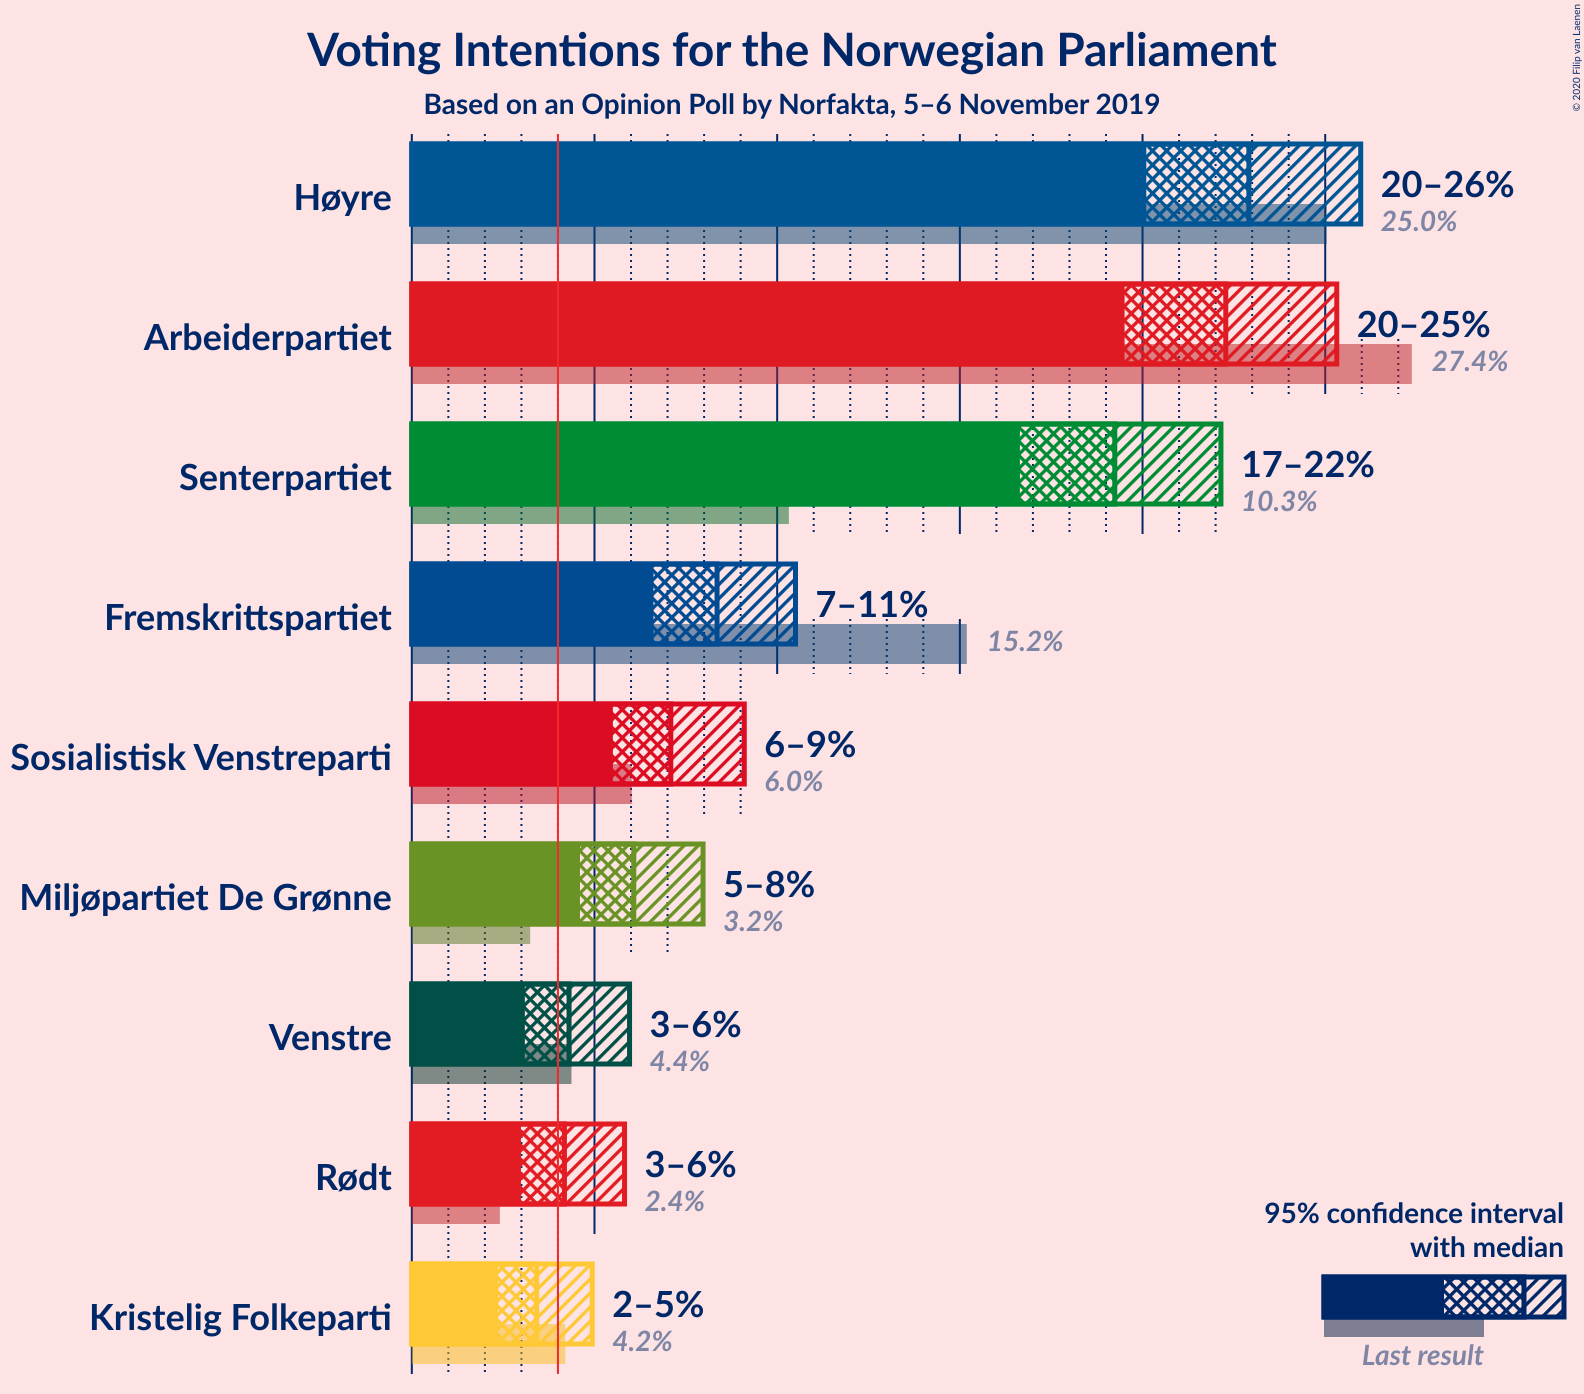 Voting Intentions for the Norwegian Parliament
Based on an Opinion Poll by Norfakta, 5–6 November 2019
© 2020 Filip van Laenen
Høyre
20–26%
25.0%
Arbeiderpartiet
20–25%
27.4%
Senterpartiet
17–22%
10.3%
Fremskrittspartiet
7–11%
15.2%
Sosialistisk Venstreparti
6–9%
6.0%
Miljøpartiet De Grønne
5–8%
3.2%
Venstre
3–6%
4.4%
Rødt
3–6%
2.4%
Kristelig Folkeparti
2–5%
4.2%
95% confidence interval
with median
Last result